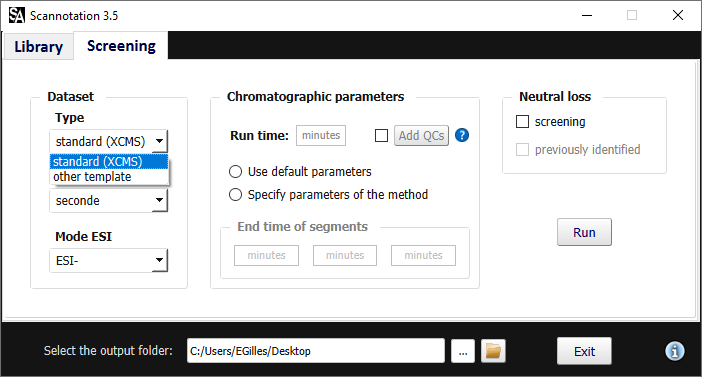 SA Scannotation 3.5
Library Screening
Dataset
Type
standard (XCMS)
standard (XCMS)
other template
seconde
Mode ESI
ESI-
Chromatographic parameters
Run time: minutes Add QCs ?
Use default parameters
Specify parameters of the method
End time of segments
minutes minutes minutes
Neutral loss
screening
previously identified
Run
Select the output folder: C:/Users/EGilles/Desktop ... Exit i